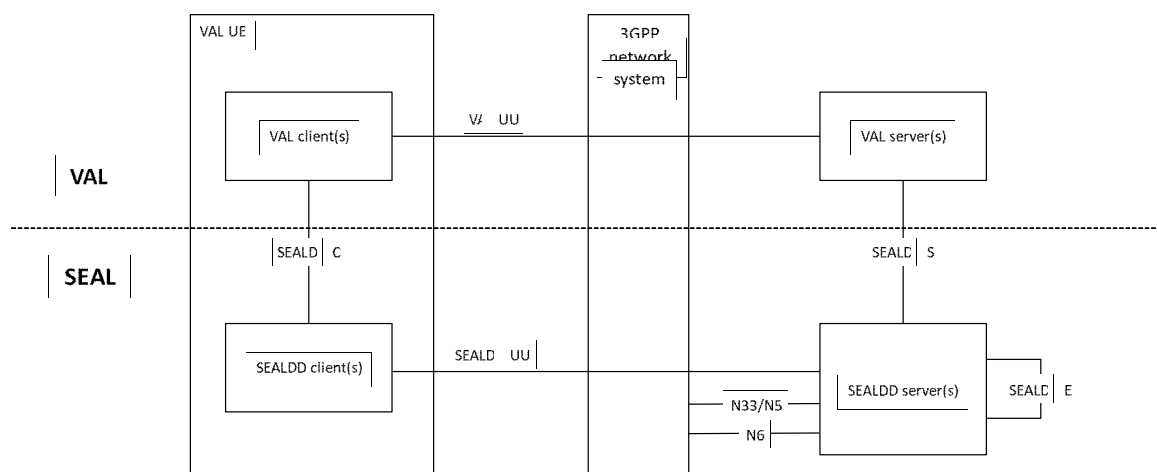 VAL UE
3GPP
network
system
VAL client(s)
VA UU
VAL server(s)
VAL
SEALD C
SEALD S
SEAL
SEALDD client(s)
SEALD UU
SEALDD server(s)
SEALD E
N33/N5
N6